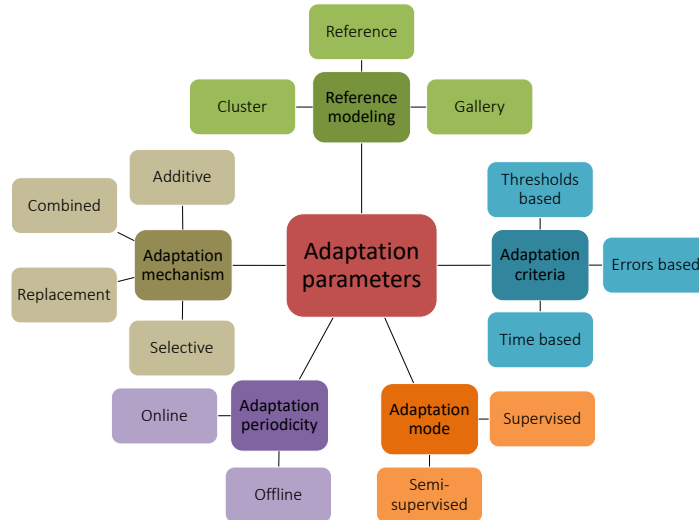 Reference
Cluster
Reference
modeling
Gallery
Additive
Combined
Adaptation
mechanism
Replacement
Selective
Adaptation
parameters
Thresholds
based
Adaptation
criteria
Errors based
Time based
Online
Adaptation
periodicity
Offline
Adaptation
mode
Supervised
Semi-
supervised